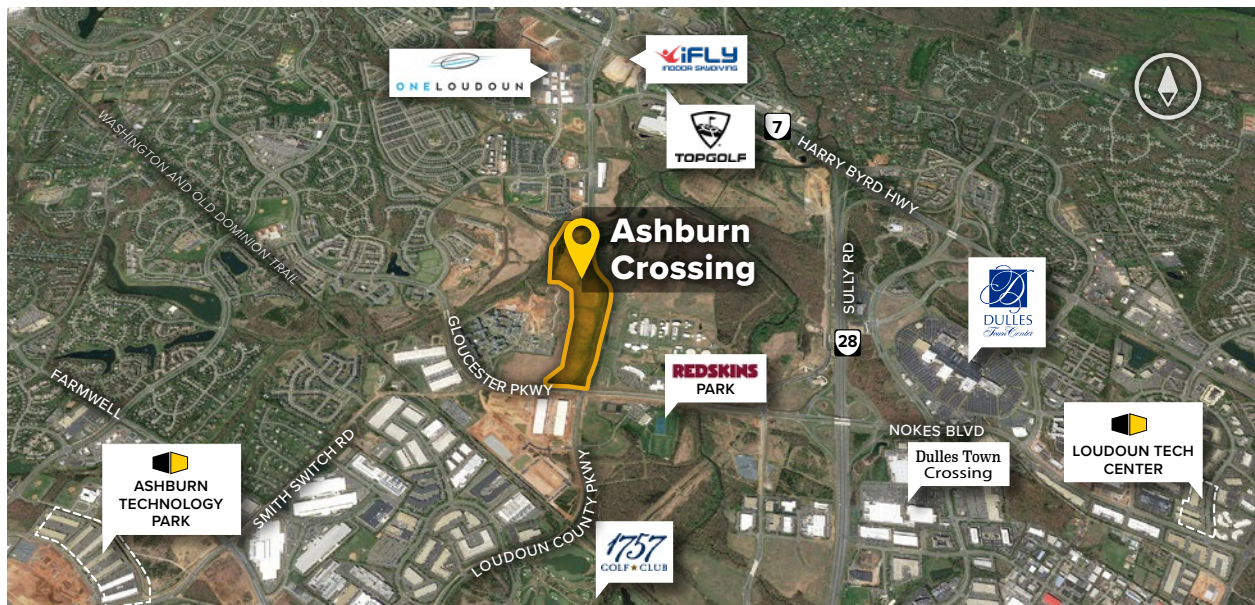 ONELOUDOUN
iFLY
INDOOR SKYDIVING
TOPGOLF
7
HARRY BYRD HWY
WASHINGTON AND OLD DOMINION TRAIL
Ashburn
Crossing
SULLY RD
28
DULLES
Town Center
GLOUCESTER PKWY
REDSKINS
PARK
FARMWELL
NOKES BLVD
Dulles Town
Crossing
LOUDOUN TECH
CENTER
ASHBURN
TECHNOLOGY
PARK
SMITH SWITCH RD
LOUDOUN COUNTY PKWY
1757
GOLF★CLUB